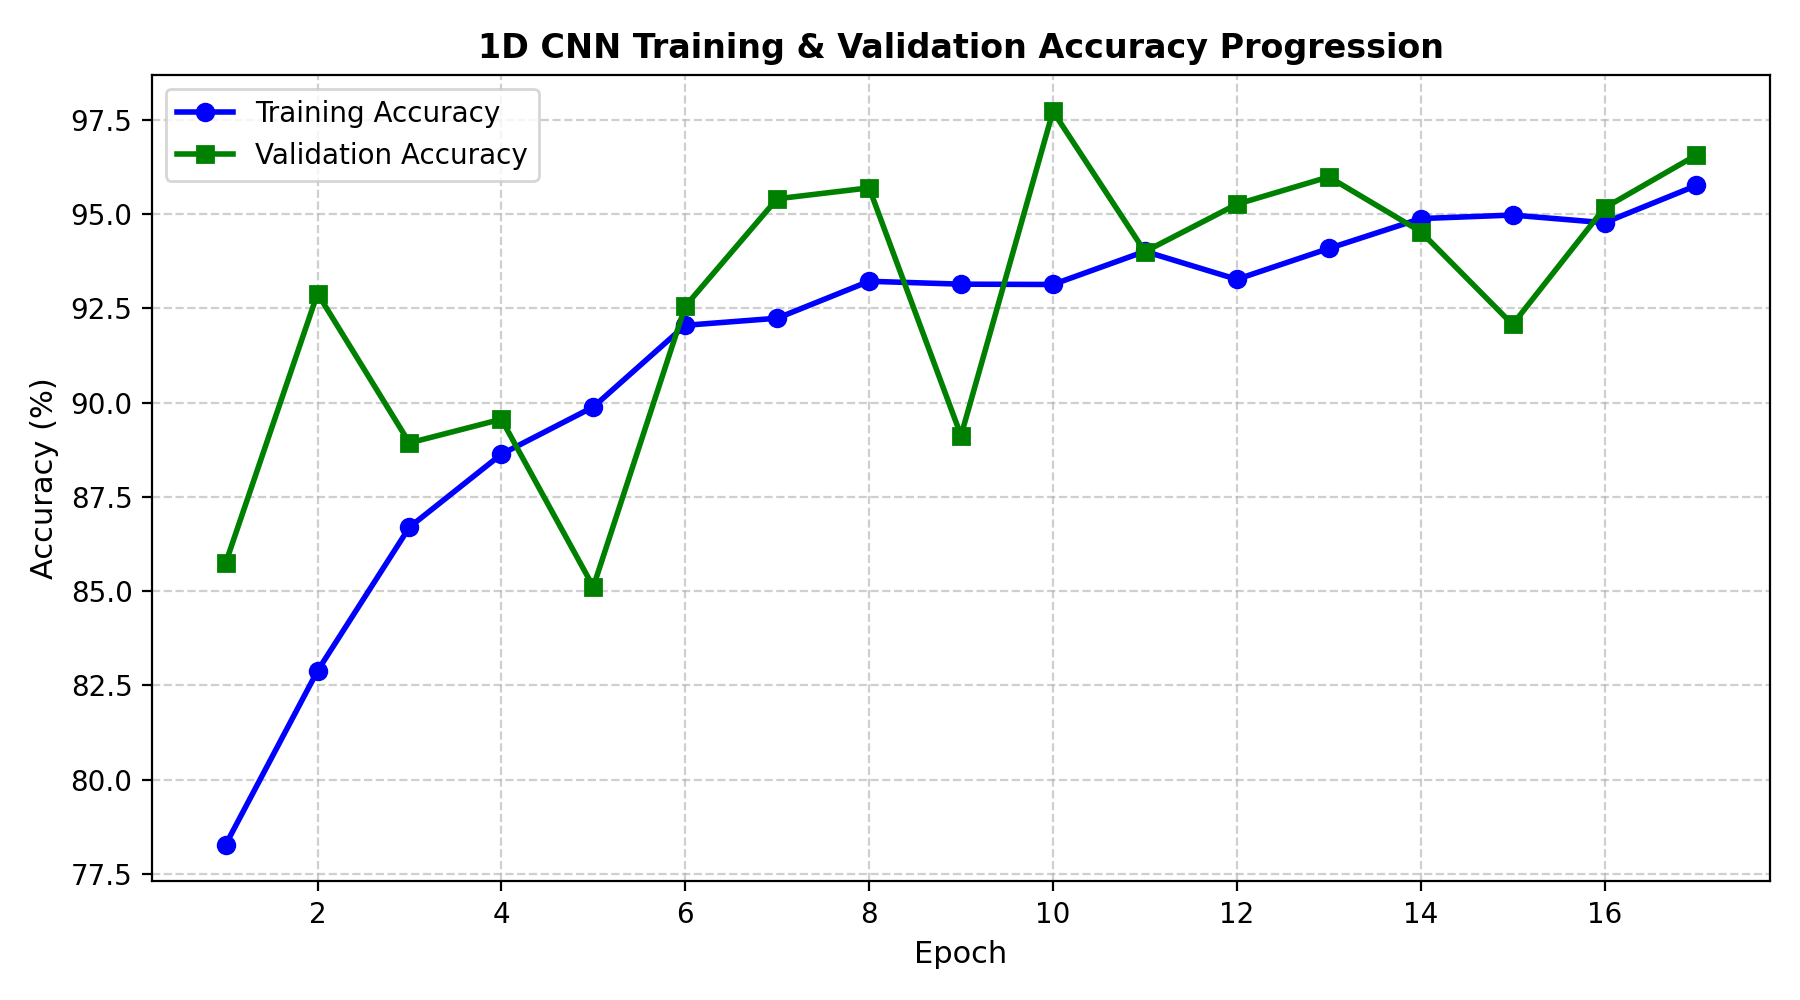 1D CNN Training & Validation Accuracy Progression
Training Accuracy
Validation Accuracy
Accuracy (%)
97.5
95.0
92.5
90.0
87.5
85.0
82.5
80.0
77.5
2 4 6 8 10 12 14 16
Epoch